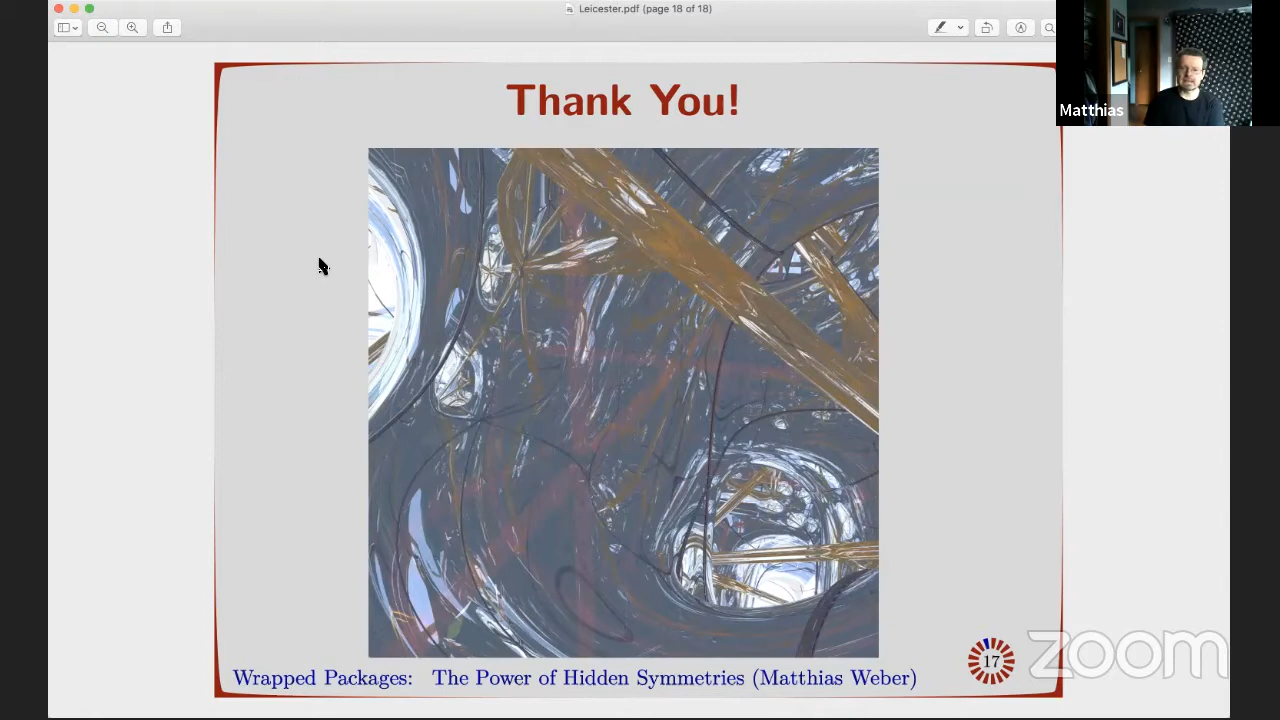 Leicester.pdf (page 18 of 18)
Matthias
Thank You!
17
Wrapped Packages: The Power of Hidden Symmetries (Matthias Weber)
zoom